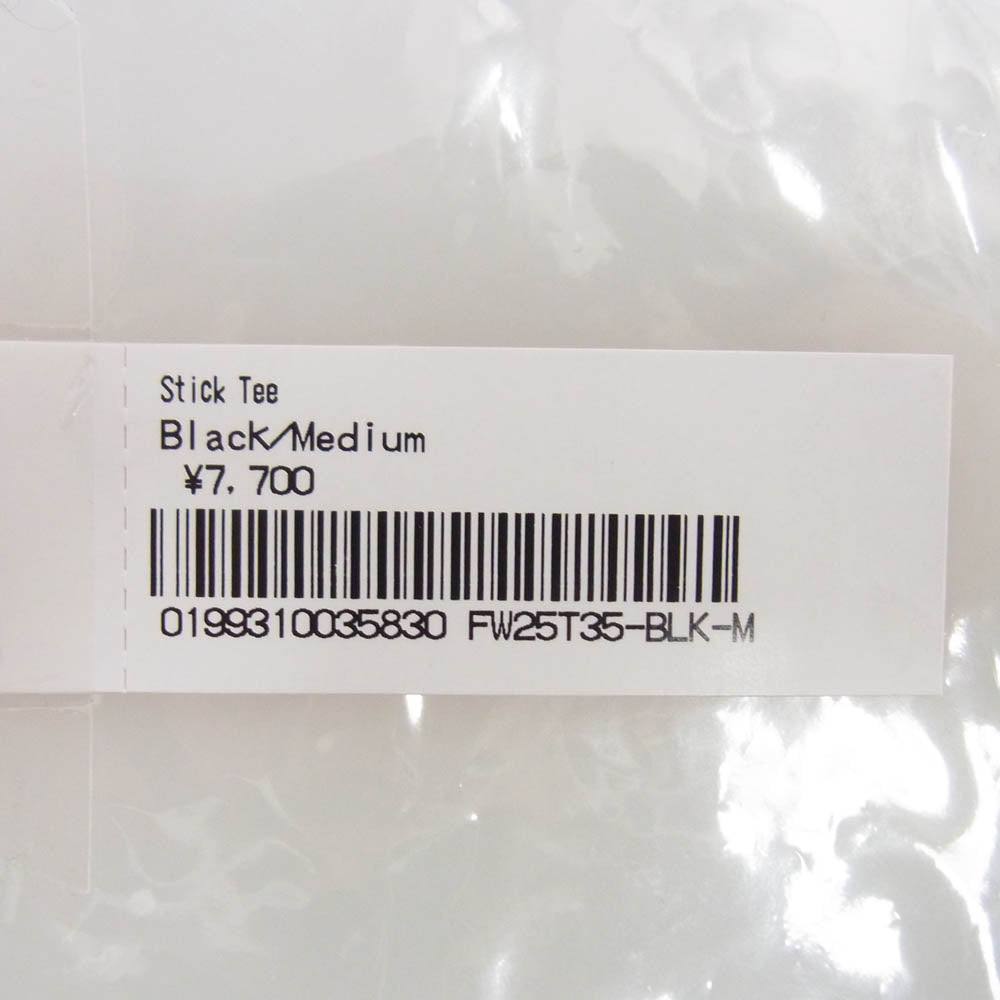 Stick Tee
Black/Medium
¥7,700
0199310035830 FW25T35-BLK-M